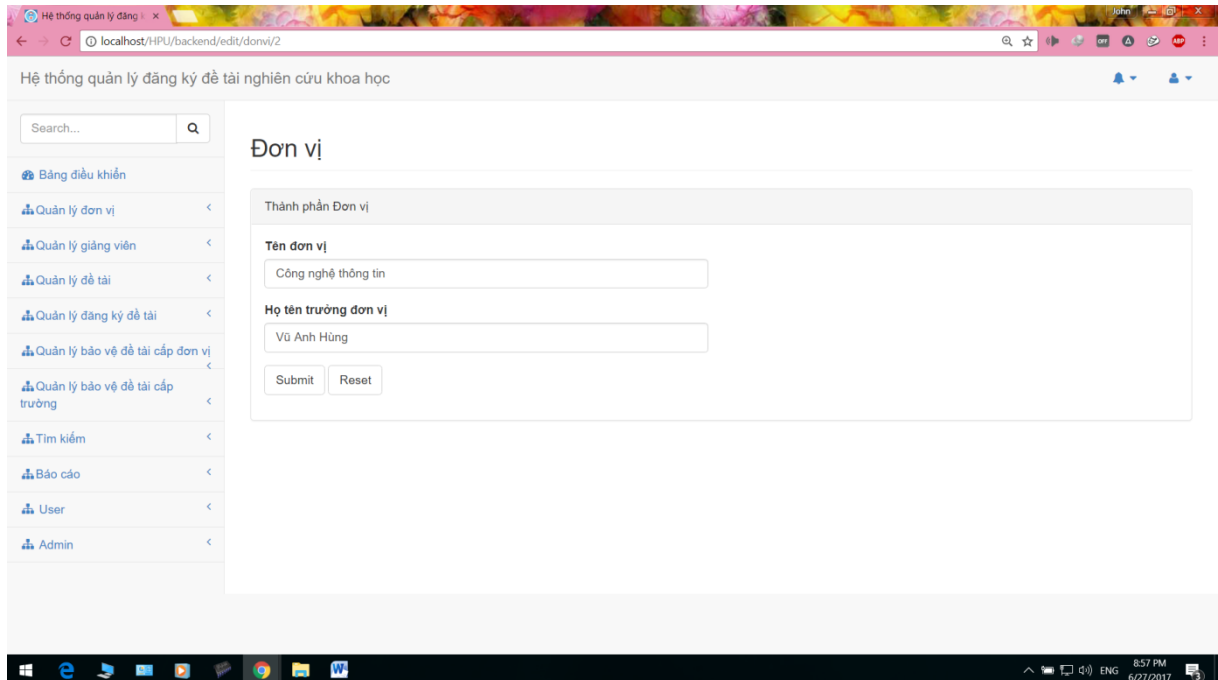 Hệ thống quản lý đăng k
John
localhost/HPU/backend/edit/donvi/2
OFF
ABP
Hệ thống quản lý đăng ký đề tài nghiên cứu khoa học
Search...
Đơn vị
Bảng điều khiển
Quản lý đơn vị
Quản lý giảng viên
Quản lý đề tài
Quản lý đăng ký đề tài
Quản lý bảo vệ đề tài cấp đơn vị
Quản lý bảo vệ đề tài cấp
trường
Tìm kiếm
Báo cáo
User
Admin
Thành phần Đơn vị
Tên đơn vị
Công nghệ thông tin
Họ tên trưởng đơn vị
Vũ Anh Hùng
Submit Reset
ENG
8:57 PM
6/27/2017